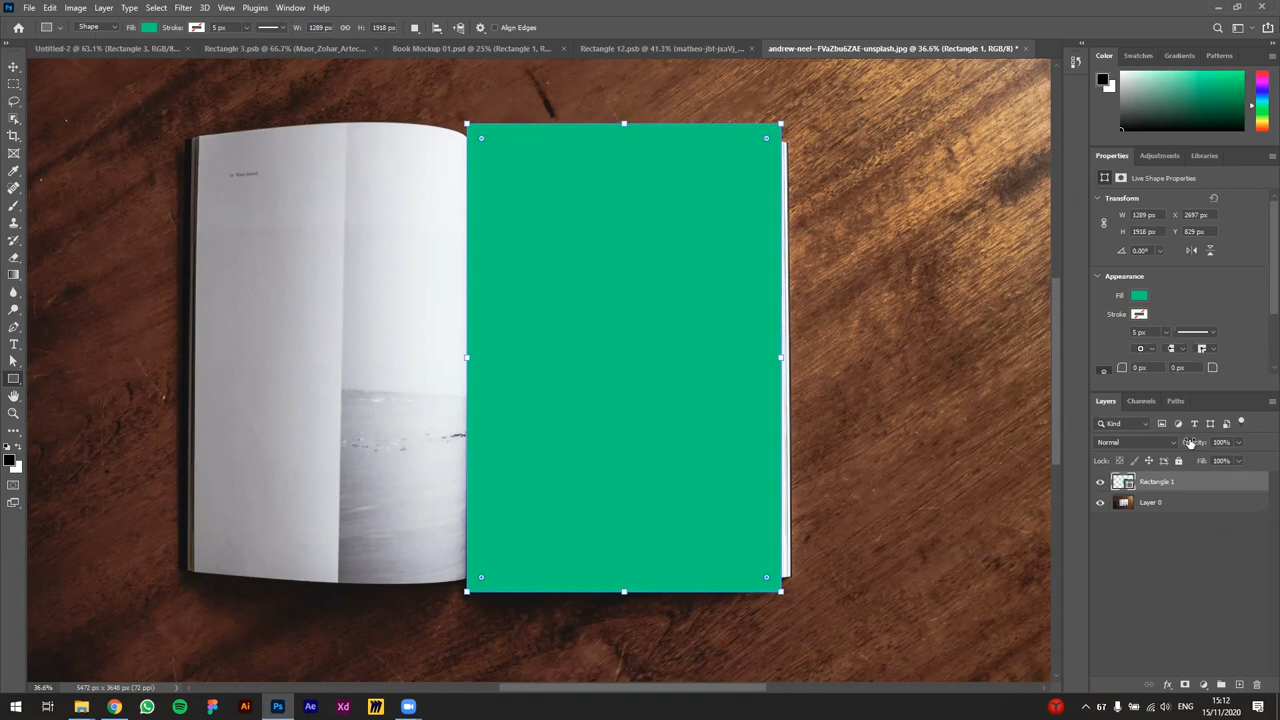 File Edit Image Layer Type Select Filter 3D View Plugins Window Help
Shape Fill: Stroke: 5 px W: 1289 px H: 1918 px Align Edges
Untitled-2 @ 63.1% (Rectangle 3, RGB/8...
Rectangle 3.psb @ 66.7% (Maor_Zohar_Artec...
Book Mockup 01.psd @ 25% (Rectangle 1, R...
Rectangle 12.psb @ 41.3% (matheo-jbt-jxaVj_...
andrew-neel--FVaZbu6ZAE-unsplash.jpg @ 36.6% (Rectangle 1, RGB/8) *
Color Swatches Gradients Patterns
Properties Adjustments Libraries
Live Shape Properties
Transform
W 1289 px X 2697 px
H 1918 px Y 829 px
0.00°
Appearance
Fill
Stroke
5 px
0 px 0 px
Layers Channels Paths
Kind
Normal 100%
Lock: Fill: 100%
Rectangle 1
Layer 0
36.6% 5472 px x 3648 px (72 ppi)
Ai Ps Ae Xd
67 15:12
15/11/2020